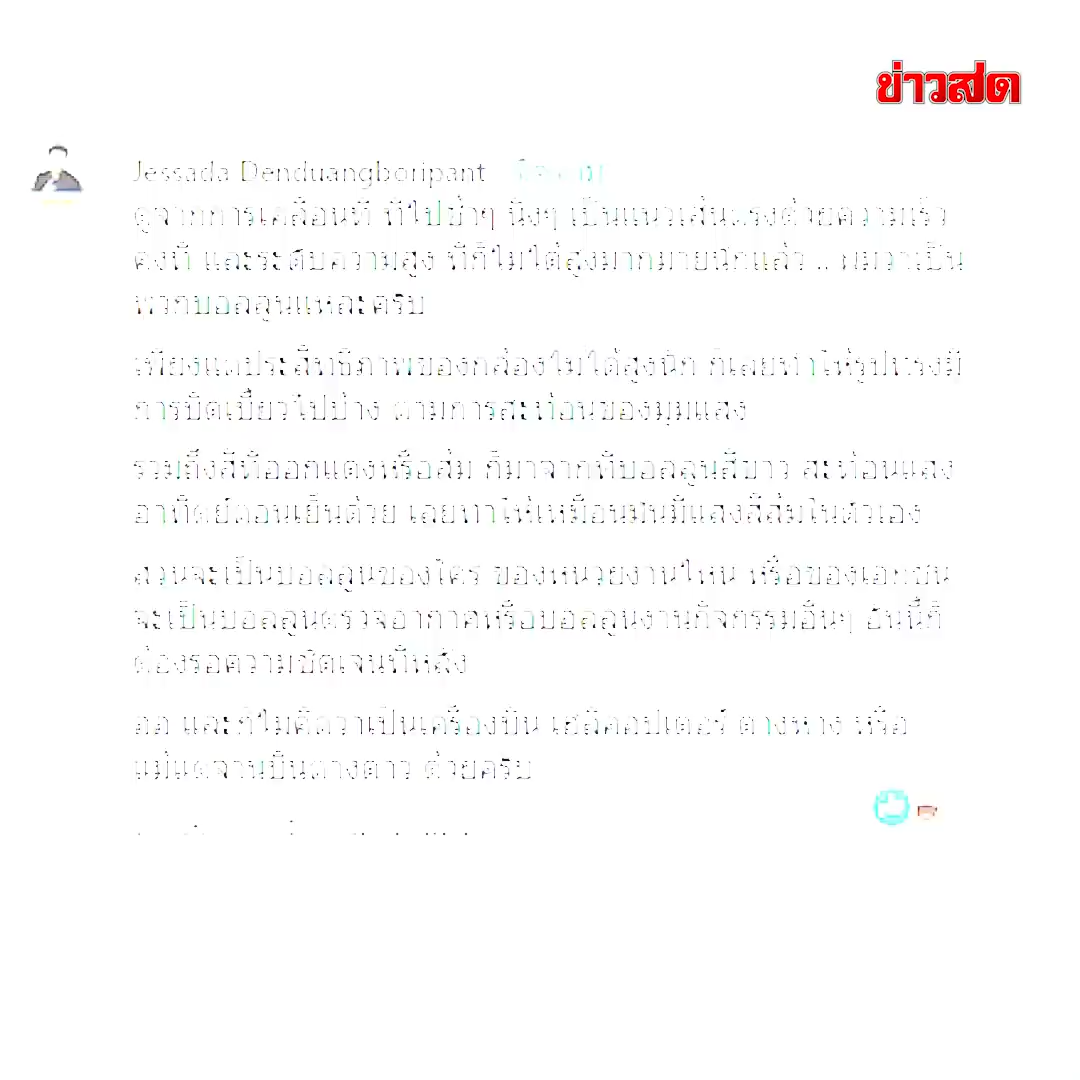 ข่าวสด
Jessada Denduangboripant ติดตาม
ดูจากการเคลื่อนที่ ที่ไปช้าๆ นิ่งๆ เป็นแนวเส้นตรงด้วยความเร็ว
คงที่ และระดับความสูง ที่ก็ไม่ได้สูงมากมายนักแล้ว .. ผมว่าเป็น
พวกบอลลูนแหละครับ
เพียงแต่ประสิทธิภาพของกล้องไม่ได้สูงนัก ก็เลยทำให้รูปทรงมี
การบิดเบี้ยวไปบ้าง ตามการสะท้อนของมุมแสง
รวมถึงสีที่ออกแดงหรือส้ม ก็มาจากที่บอลลูนสีขาว สะท้อนแสง
อาทิตย์ตอนเย็นด้วย เลยทำให้เหมือนมันมีแสงสีส้มในตัวเอง
ส่วนจะเป็นบอลลูนของใคร ของหน่วยงานไหน หรือของเอกชน
จะเป็นบอลลูนตรวจอากาศหรือบอลลูนงานกิจกรรมอื่นๆ อันนี้ก็
ต้องรอความชัดเจนทีหลัง
ออ และก็ไม่คิดว่าเป็นเครื่องบิน เฮลิคอปเตอร์ ต่างหาง หรือ
แม้แต่จานบินต่างดาว ด้วยครับ